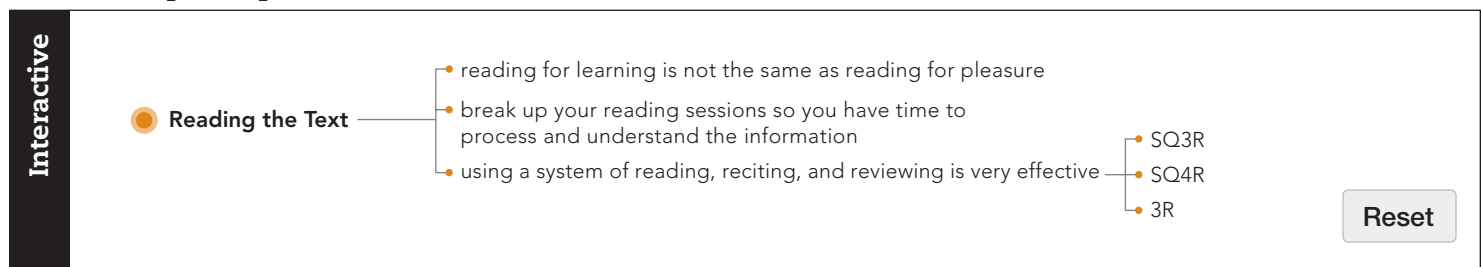 Interactive
Reading the Text
reading for learning is not the same as reading for pleasure
break up your reading sessions so you have time to
process and understand the information
using a system of reading, reciting, and reviewing is very effective
SQ3R
SQ4R
3R
Reset